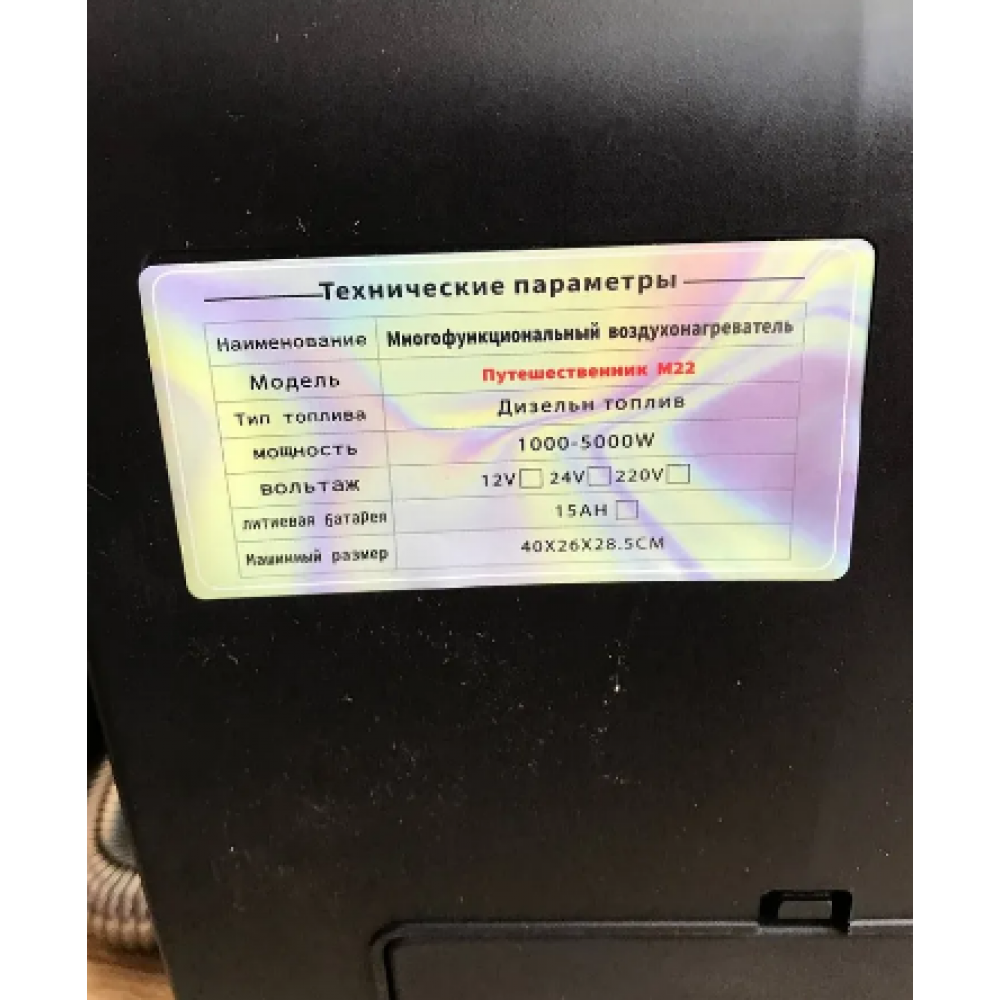 Технические параметры
Наименование Многофункциональный воздухонагреватель
Модель Путешественник М22
Тип топлива Дизельн топлив
мощность 1000-5000W
вольтаж 12V 24V 220V
литиевая батарея 15AH
Машинный размер 40X26X28.5CM